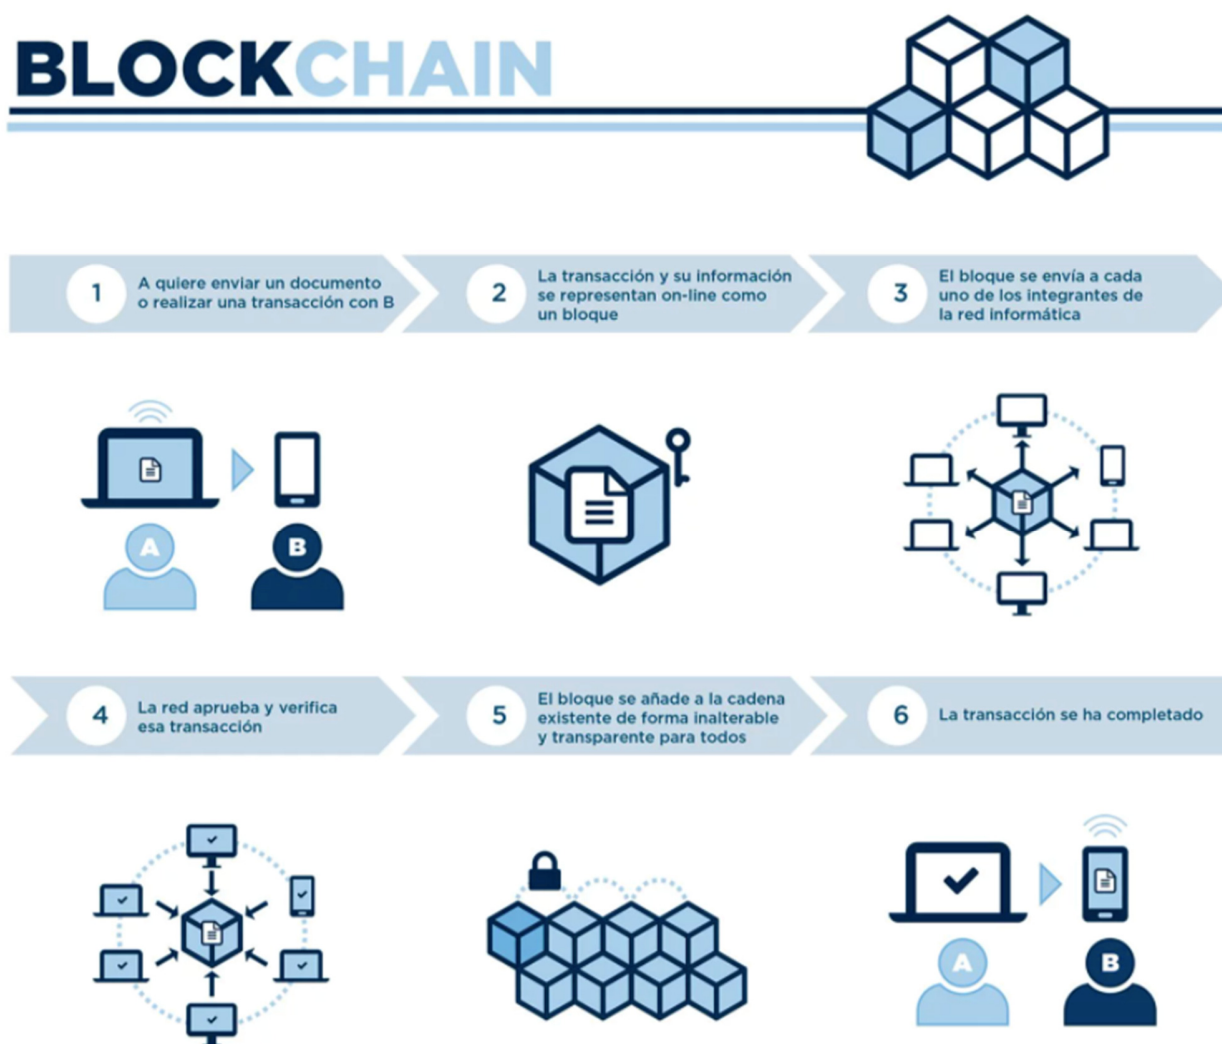 BLOCKCHAIN
1
A quiere enviar un documento
o realizar una transacción con B
2
La transacción y su información
se representan on-line como
un bloque
3
El bloque se envía a cada
uno de los integrantes de
la red informática
A
B
4
La red aprueba y verifica
esa transacción
5
El bloque se añade a la cadena
existente de forma inalterable
y transparente para todos
6
La transacción se ha completado
A
B